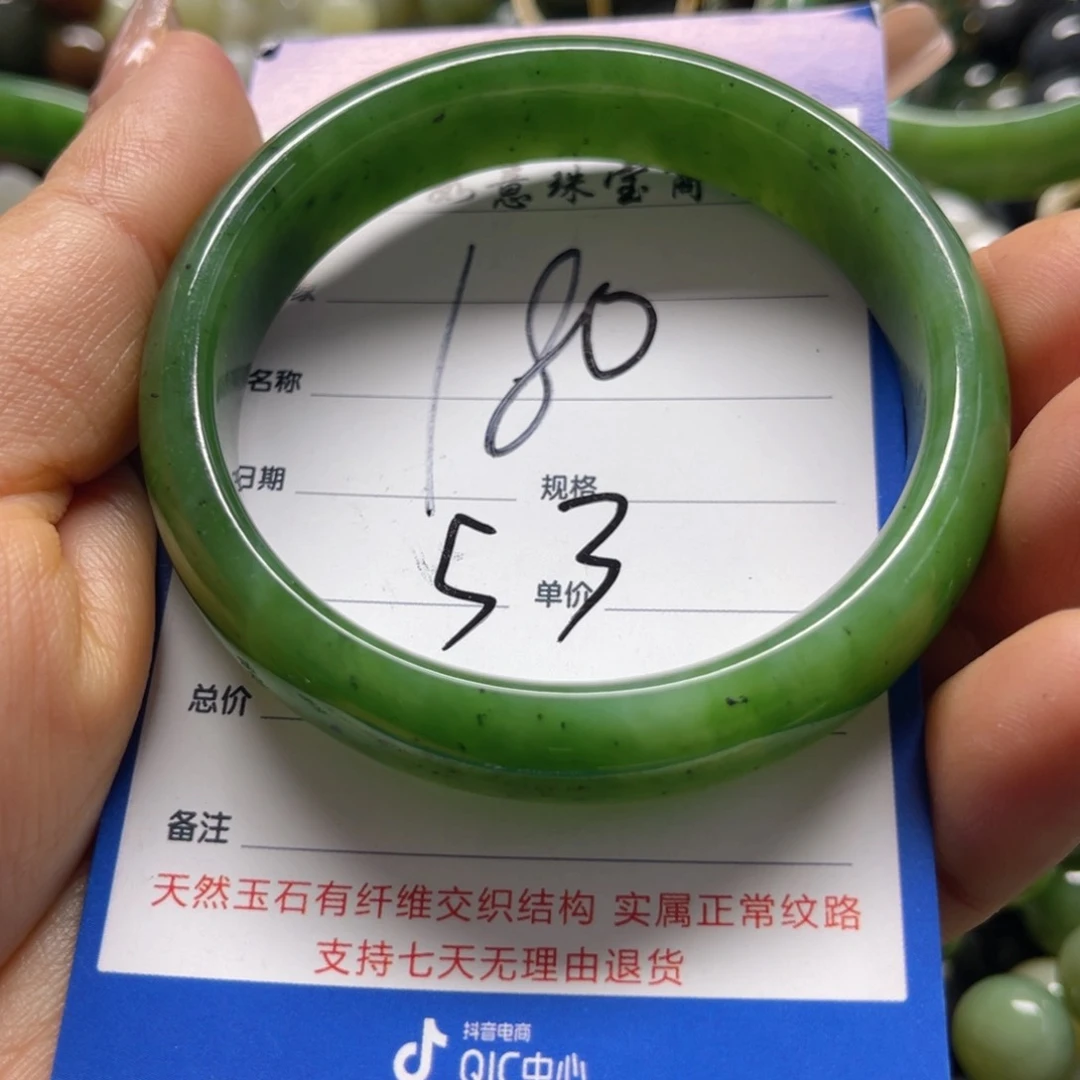 意珠宝商
180
名称
日期 规格
53
单价
总价
备注
天然玉石有纤维交织结构 实属正常纹路
支持七天无理由退货
抖音电商
QIC中心